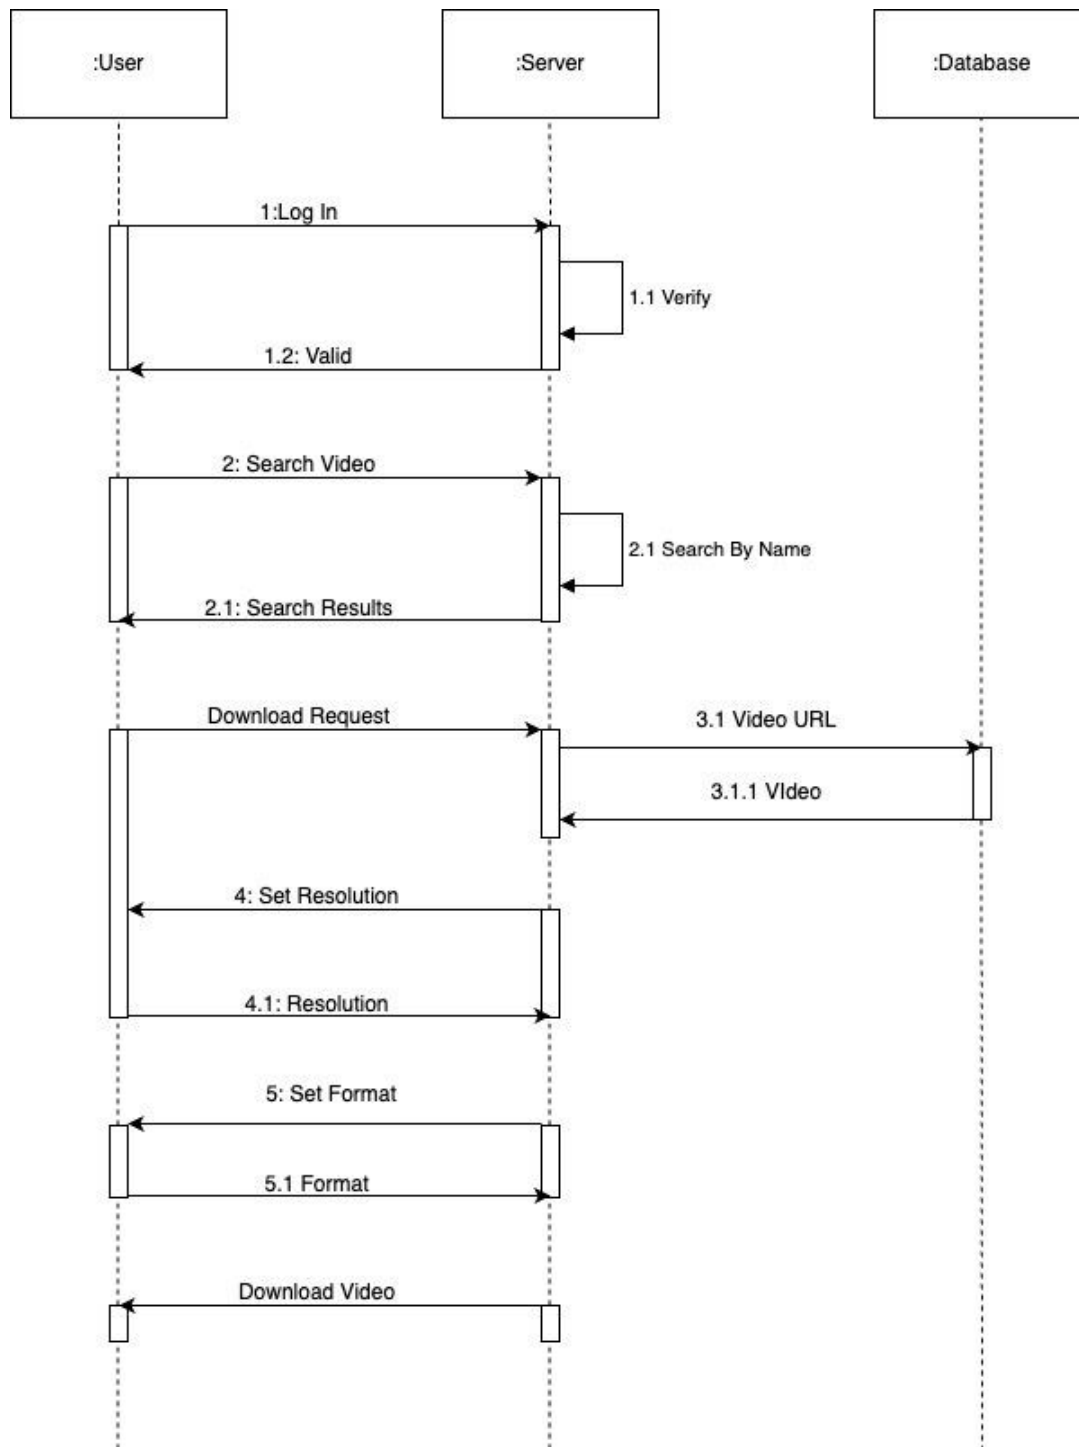 :User
:Server
:Database
1:Log In
1.1 Verify
1.2: Valid
2: Search Video
2.1 Search By Name
2.1: Search Results
Download Request
3.1 Video URL
3.1.1 VIdeo
4: Set Resolution
4.1: Resolution
5: Set Format
5.1 Format
Download Video